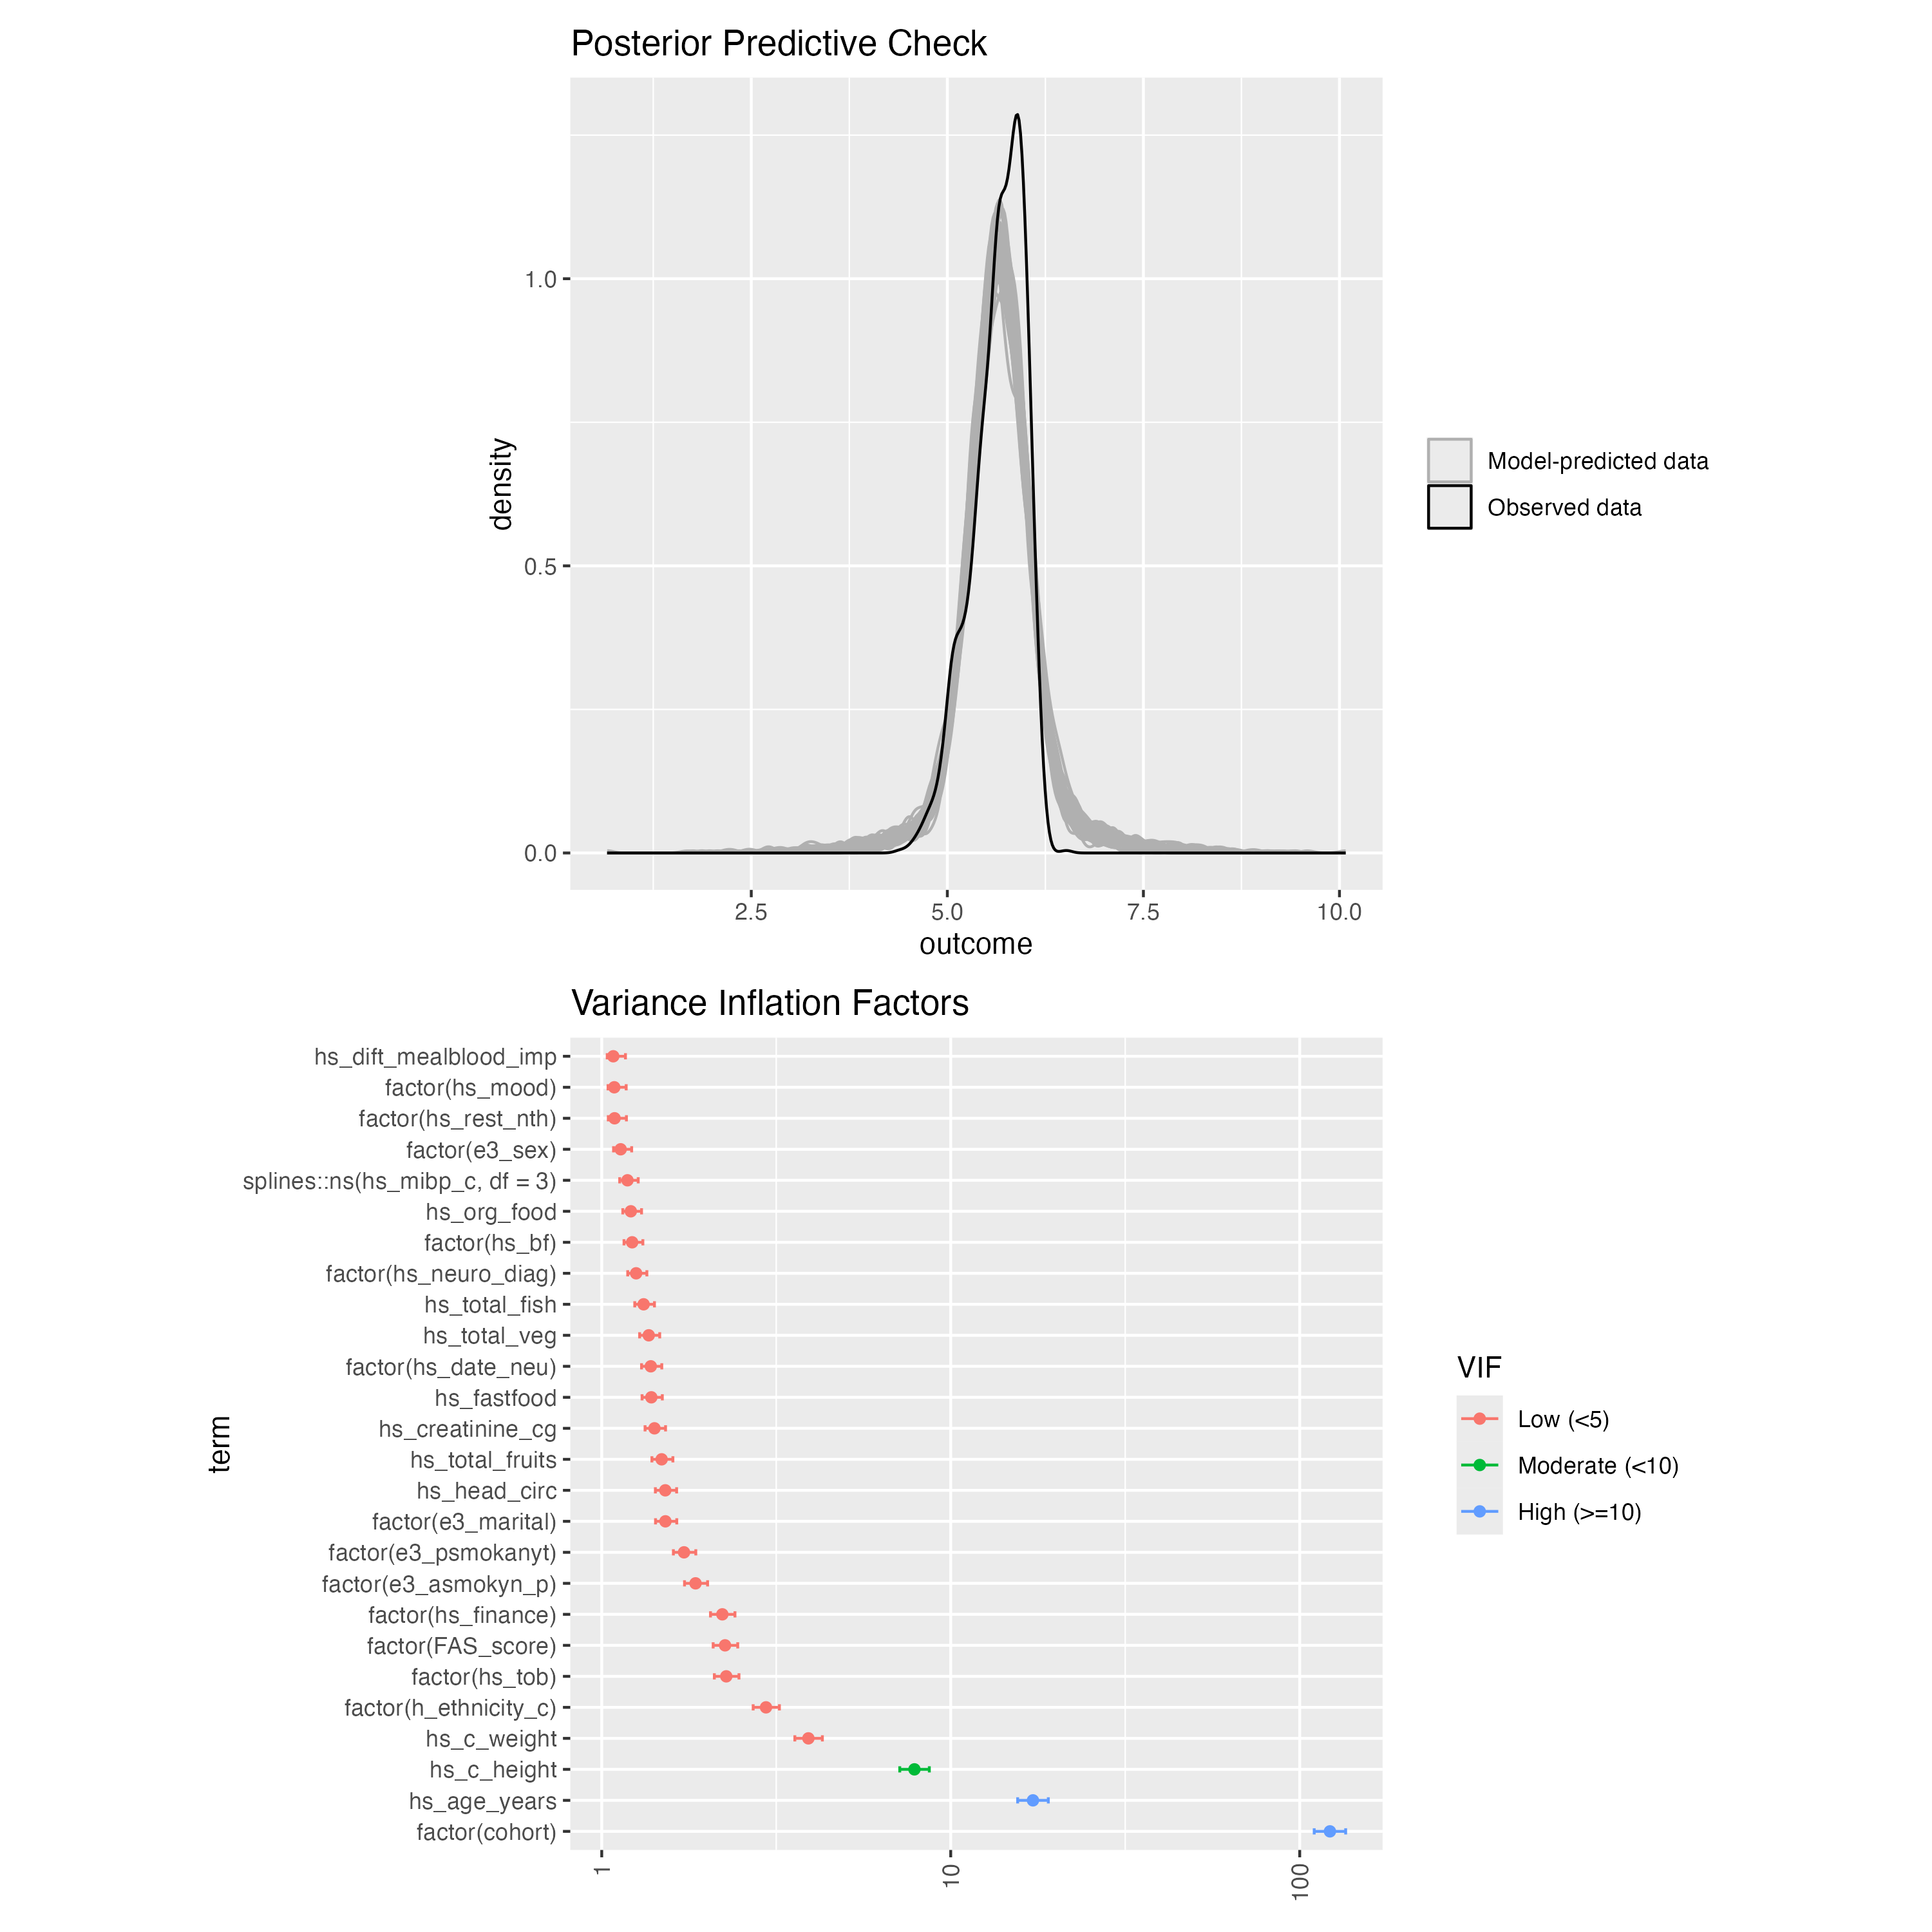 Posterior Predictive Check
density
1.0
0.5
0.0
2.5 5.0 7.5 10.0
outcome
Model-predicted data
Observed data
Variance Inflation Factors
term
hs_dift_mealblood_imp
factor(hs_mood)
factor(hs_rest_nth)
factor(e3_sex)
splines::ns(hs_mibp_c, df = 3)
hs_org_food
factor(hs_bf)
factor(hs_neuro_diag)
hs_total_fish
hs_total_veg
factor(hs_date_neu)
hs_fastfood
hs_creatinine_cg
hs_total_fruits
hs_head_circ
factor(e3_marital)
factor(e3_psmokanyt)
factor(e3_asmokyn_p)
factor(hs_finance)
factor(FAS_score)
factor(hs_tob)
factor(h_ethnicity_c)
hs_c_weight
hs_c_height
hs_age_years
factor(cohort)
1 10 100
VIF
Low (<5)
Moderate (<10)
High (>=10)